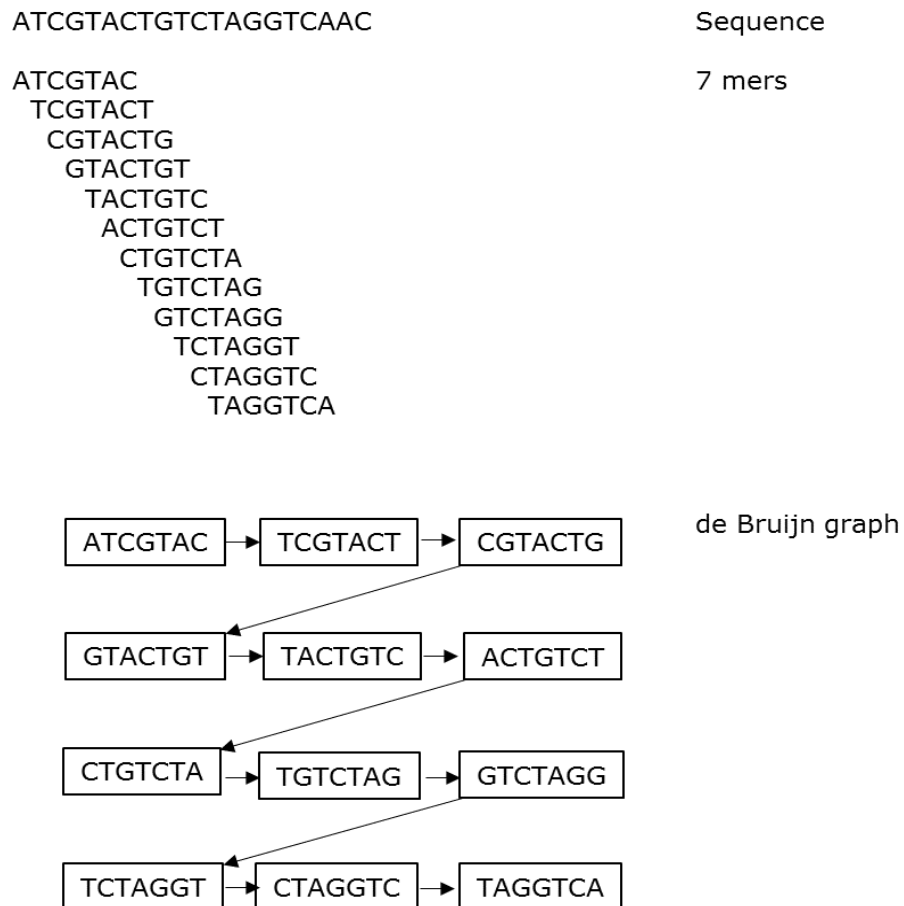 ATCGTACTGTCTAGGTCAAC Sequence
ATCGTAC 7 mers
TCGTACT
CGTACTG
GTACTGT
TACTGTC
ACTGTCT
CTGTCTA
TGTCTAG
GTCTAGG
TCTAGGT
CTAGGTC
TAGGTCA
de Bruijn graph
ATCGTAC TCGTACT CGTACTG
GTACTGT TACTGTC ACTGTCT
CTGTCTA TGTCTAG GTCTAGG
TCTAGGT CTAGGTC TAGGTCA